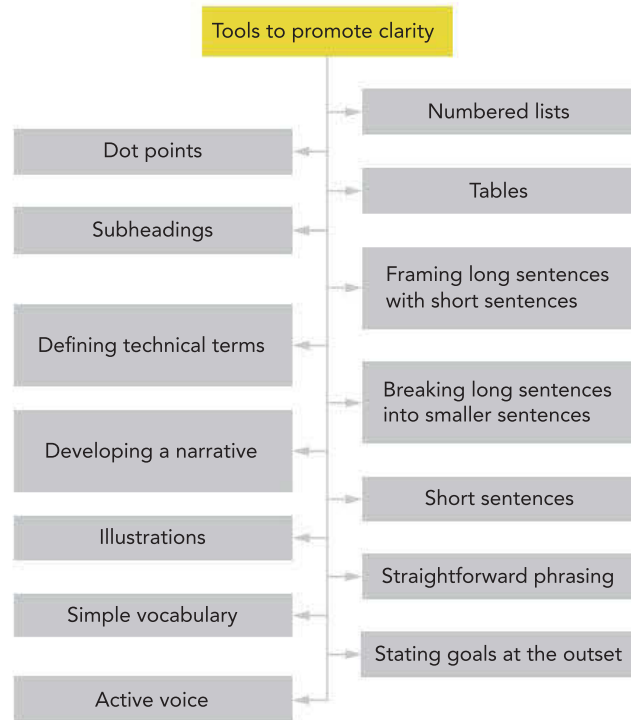 Tools to promote clarity
Numbered lists
Dot points
Tables
Subheadings
Framing long sentences
with short sentences
Defining technical terms
Breaking long sentences
into smaller sentences
Developing a narrative
Short sentences
Illustrations
Straightforward phrasing
Simple vocabulary
Stating goals at the outset
Active voice